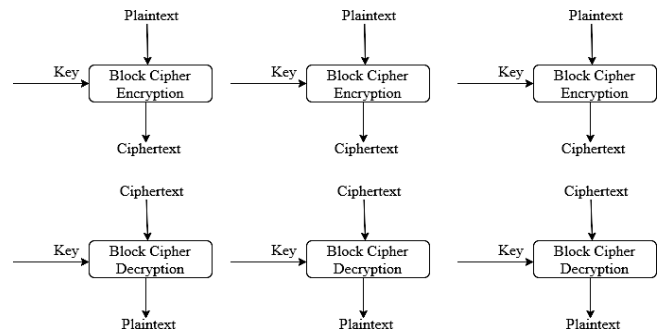 Plaintext Plaintext Plaintext
Key Block Cipher Encryption Key Block Cipher Encryption Key Block Cipher Encryption
Ciphertext Ciphertext Ciphertext
Ciphertext Ciphertext Ciphertext
Key Block Cipher Decryption Key Block Cipher Decryption Key Block Cipher Decryption
Plaintext Plaintext Plaintext